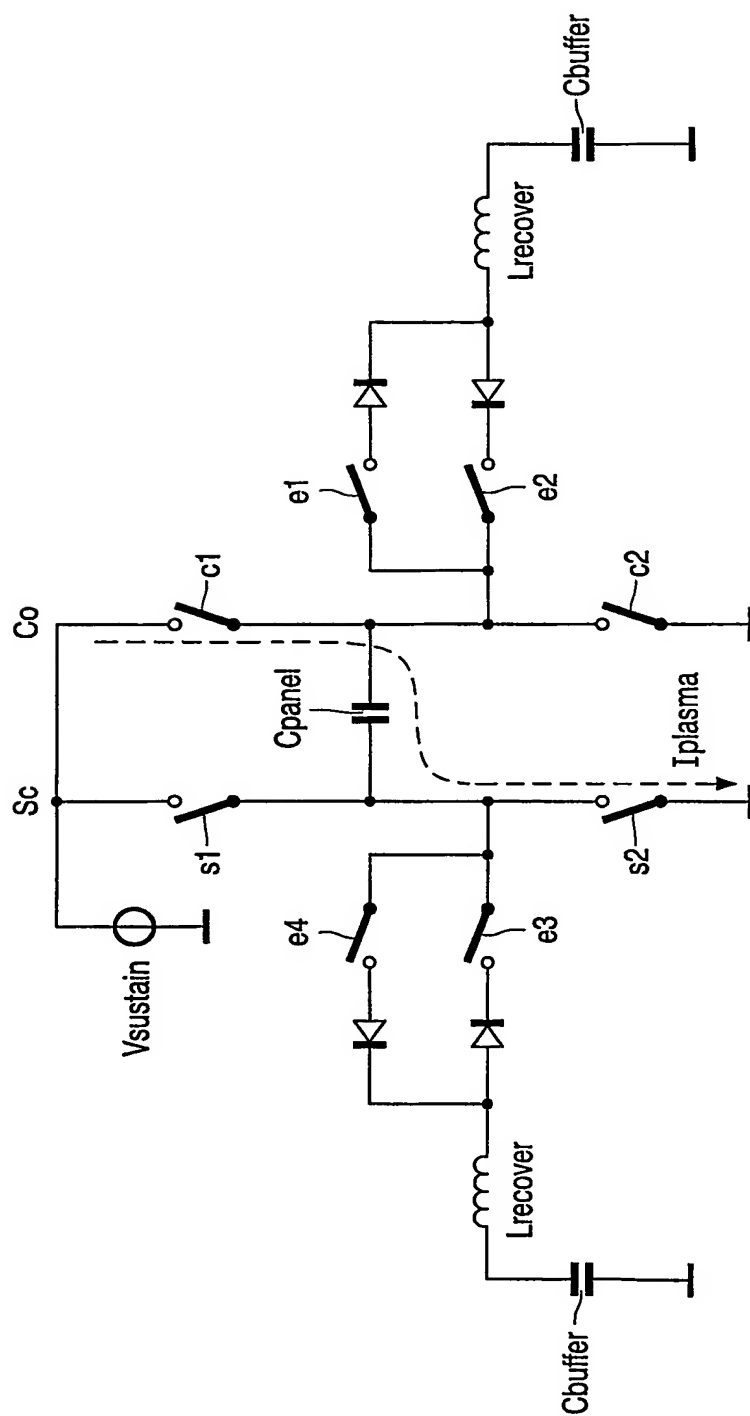 Sc
Co
Vsustain
s1
c1
Cpanel
e4
e3
e1
e2
Lrecover
Cbuffer
Lrecover
Cbuffer
s2
Iplasma
c2